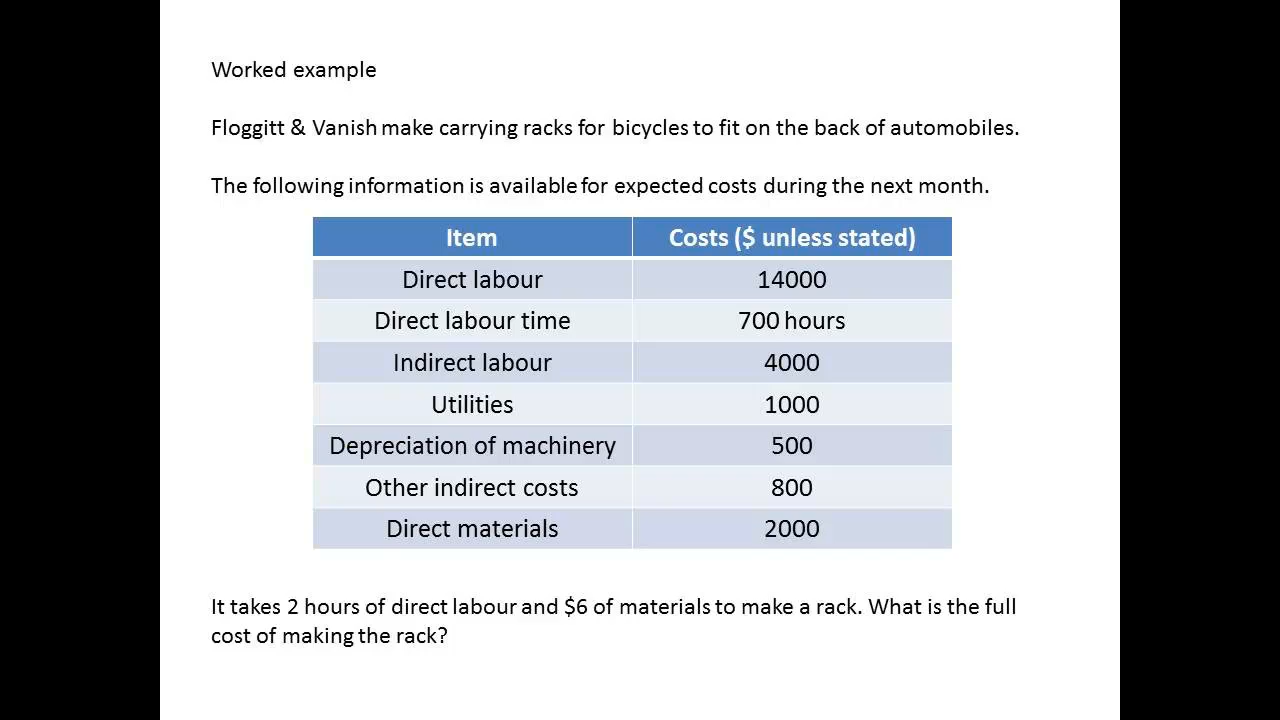 Worked example
Floggitt & Vanish make carrying racks for bicycles to fit on the back of automobiles.
The following information is available for expected costs during the next month.
Item Costs ($ unless stated)
Direct labour 14000
Direct labour time 700 hours
Indirect labour 4000
Utilities 1000
Depreciation of machinery 500
Other indirect costs 800
Direct materials 2000
It takes 2 hours of direct labour and $6 of materials to make a rack. What is the full
cost of making the rack?